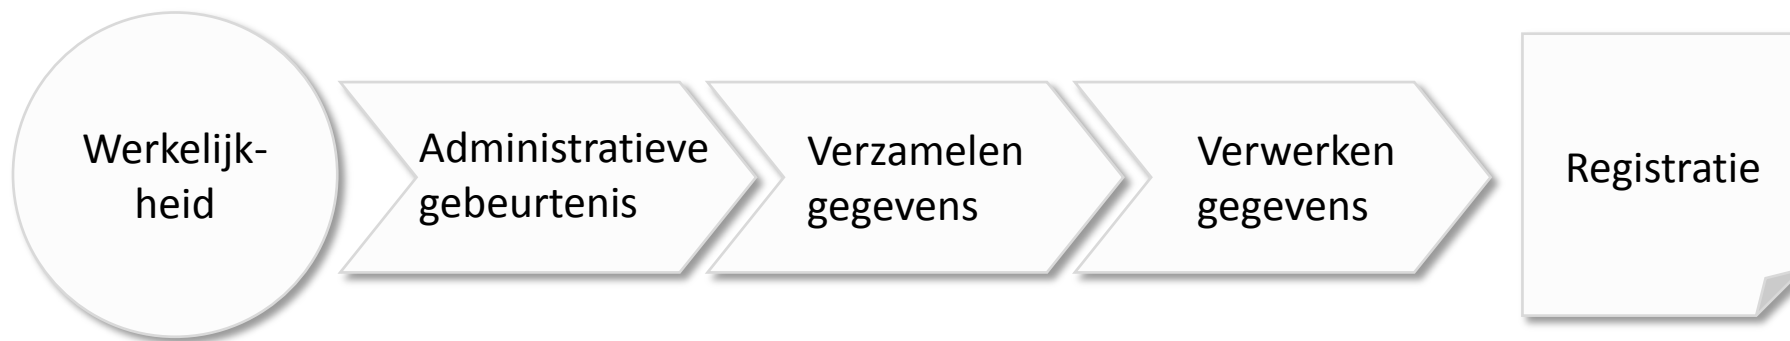 Werkelijk-
heid
Administratieve
gebeurtenis
Verzamelen
gegevens
Verwerken
gegevens
Registratie